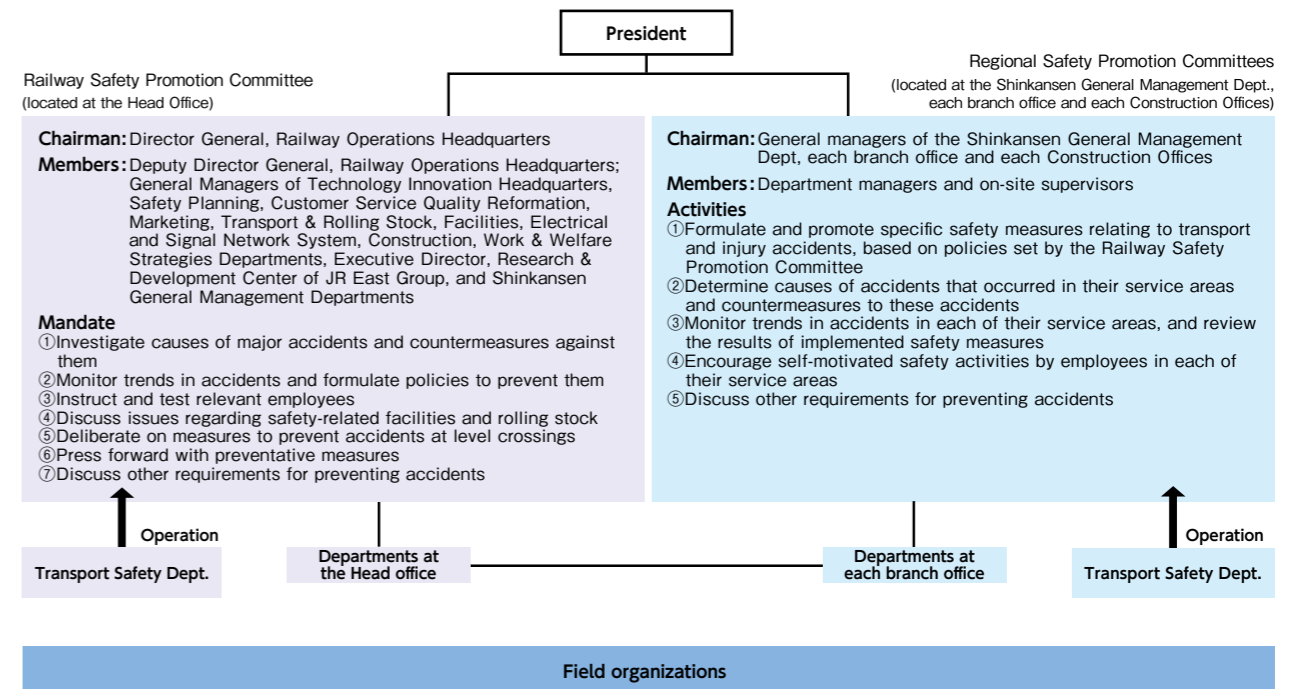 President
Railway Safety Promotion Committee
(located at the Head Office)
Chairman: Director General, Railway Operations Headquarters
Members: Deputy Director General, Railway Operations Headquarters;
General Managers of Technology Innovation Headquarters,
Safety Planning, Customer Service Quality Reformation,
Marketing, Transport & Rolling Stock, Facilities, Electrical
and Signal Network System, Construction, Work & Welfare
Strategies Departments, Executive Director, Research &
Development Center of JR East Group, and Shinkansen
General Management Departments
Mandate
①Investigate causes of major accidents and countermeasures against
them
②Monitor trends in accidents and formulate policies to prevent them
③Instruct and test relevant employees
④Discuss issues regarding safety-related facilities and rolling stock
⑤Deliberate on measures to prevent accidents at level crossings
⑥Press forward with preventative measures
⑦Discuss other requirements for preventing accidents
Regional Safety Promotion Committees
(located at the Shinkansen General Management Dept.,
each branch office and each Construction Offices)
Chairman: General managers of the Shinkansen General Management
Dept, each branch office and each Construction Offices
Members: Department managers and on-site supervisors
Activities
①Formulate and promote specific safety measures relating to transport
and injury accidents, based on policies set by the Railway Safety
Promotion Committee
②Determine causes of accidents that occurred in their service areas
and countermeasures to these accidents
③Monitor trends in accidents in each of their service areas, and review
the results of implemented safety measures
④Encourage self-motivated safety activities by employees in each of
their service areas
⑤Discuss other requirements for preventing accidents
Operation
Transport Safety Dept.
Departments at
the Head office
Departments at
each branch office
Operation
Transport Safety Dept.
Field organizations